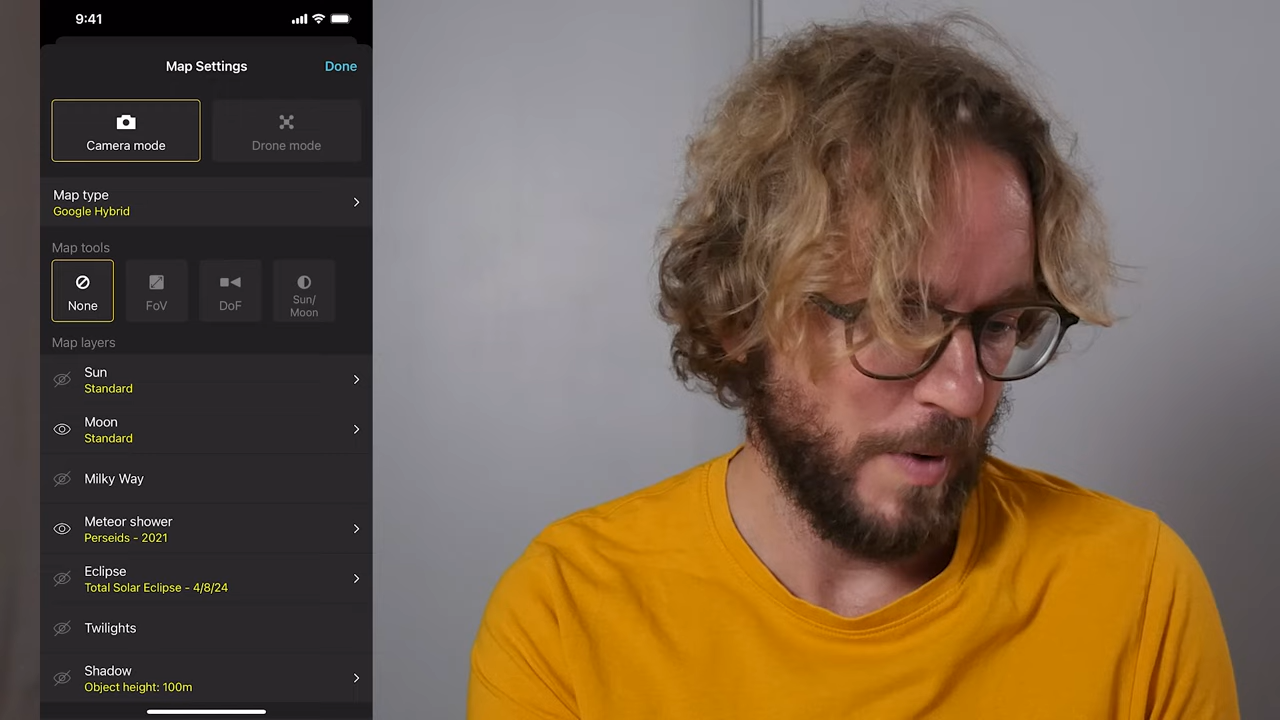 9:41
Map Settings
Done
Camera mode
Drone mode
Map type
Google Hybrid
Map tools
None
FoV
DoF
Sun/
Moon
Map layers
Sun
Standard
Moon
Standard
Milky Way
Meteor shower
Perseids - 2021
Eclipse
Total Solar Eclipse - 4/8/24
Twilights
Shadow
Object height: 100m